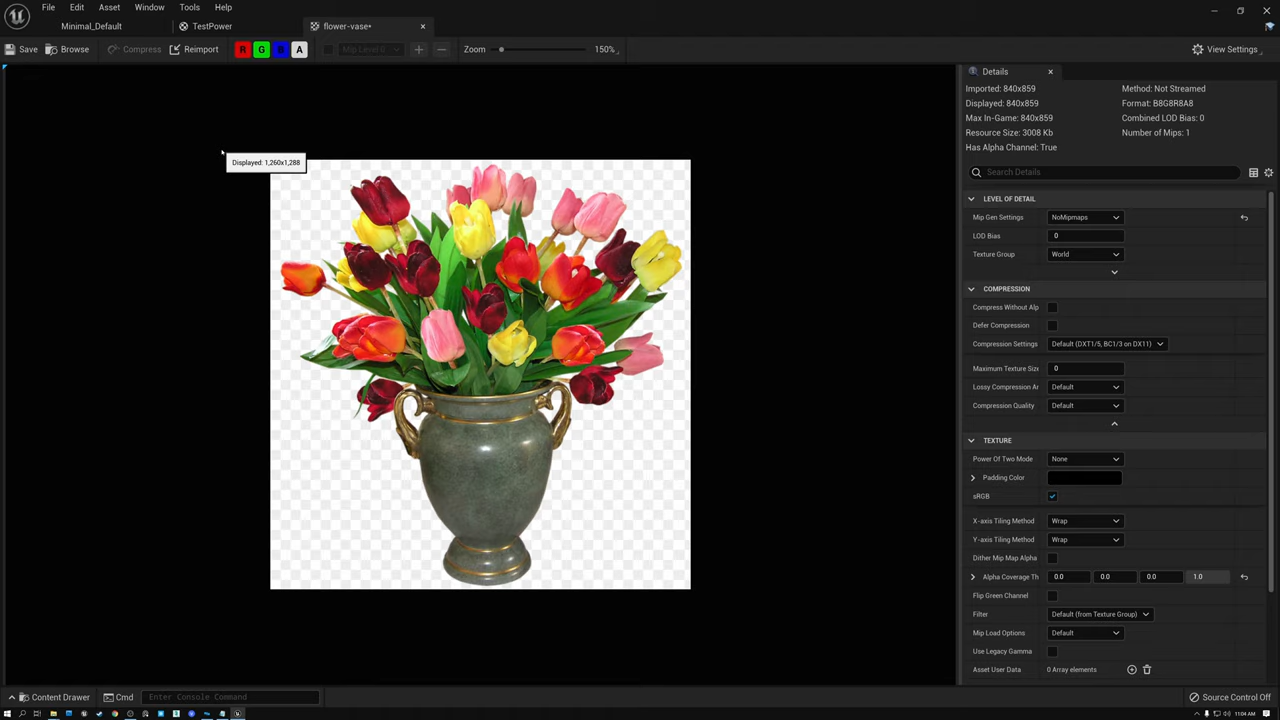 File Edit Asset Window Tools Help
Minimal_Default TestPower flower-vase*
Save Browse Compress Reimport R G B A Mip Level 0 Zoom 150% View Settings
Details
Imported: 840x859 Method: Not Streamed
Displayed: 840x859 Format: B8G8R8A8
Max In-Game: 840x859 Combined LOD Bias: 0
Resource Size: 3008 Kb Number of Mips: 1
Has Alpha Channel: True
Displayed: 1,260x1,288
Search Details
LEVEL OF DETAIL
Mip Gen Settings NoMipmaps
LOD Bias 0
Texture Group World
COMPRESSION
Compress Without Alp
Defer Compression
Compression Settings Default (DXT1/5, BC1/3 on DX11)
Maximum Texture Size 0
Lossy Compression Ar Default
Compression Quality Default
TEXTURE
Power Of Two Mode None
Padding Color
sRGB
X-axis Tiling Method Wrap
Y-axis Tiling Method Wrap
Dither Mip Map Alpha
Alpha Coverage Th 0.0 0.0 0.0 1.0
Flip Green Channel
Filter Default (from Texture Group)
Mip Load Options Default
Use Legacy Gamma
Asset User Data 0 Array elements
Content Drawer Cmd Enter Console Command Source Control Off
11:04 AM